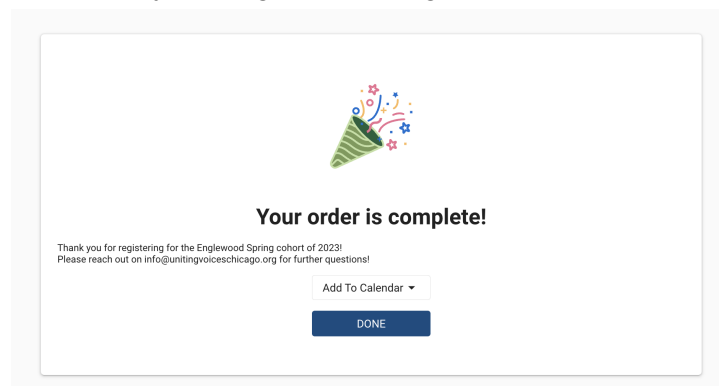 Your order is complete!
Thank you for registering for the Englewood Spring cohort of 2023!
Please reach out on info@unitingvoiceschicago.org for further questions!
Add To Calendar
DONE